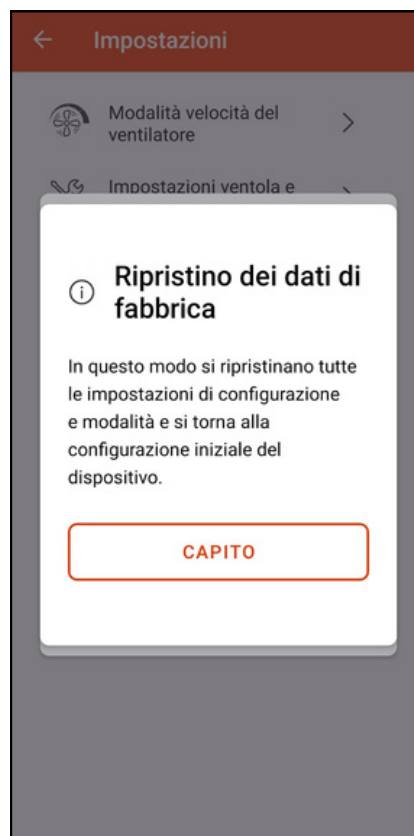 Impostazioni
Modalità velocità del
ventilatore
Impostazioni ventola e
Ripristino dei dati di
fabbrica
In questo modo si ripristinano tutte
le impostazioni di configurazione
e modalità e si torna alla
configurazione iniziale del
dispositivo.
CAPITO